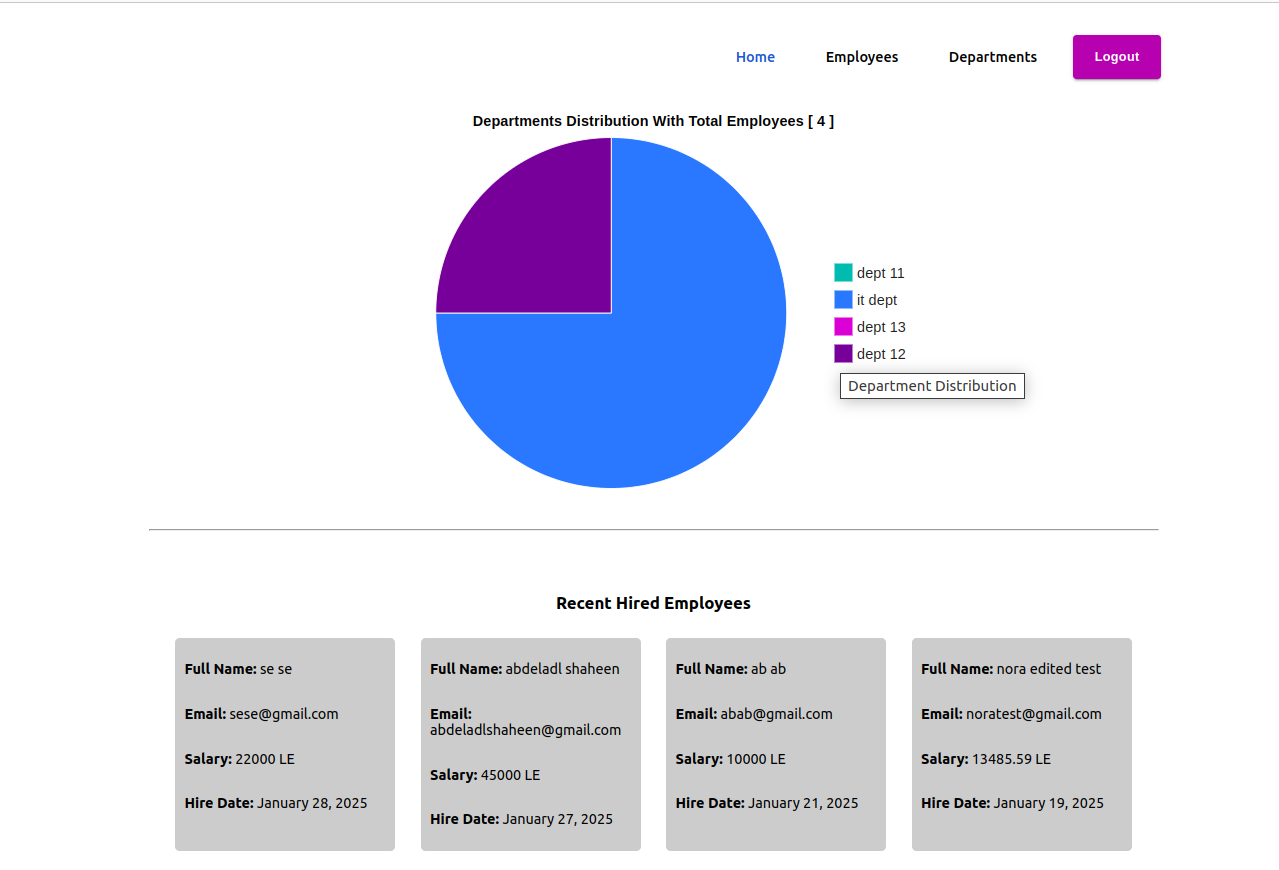 Home Employees Departments Logout
Departments Distribution With Total Employees [ 4 ]
dept 11
it dept
dept 13
dept 12
Department Distribution
Recent Hired Employees
Full Name: se se
Email: sese@gmail.com
Salary: 22000 LE
Hire Date: January 28, 2025
Full Name: abdeladl shaheen
Email:
abdeladlshaheen@gmail.com
Salary: 45000 LE
Hire Date: January 27, 2025
Full Name: ab ab
Email: abab@gmail.com
Salary: 10000 LE
Hire Date: January 21, 2025
Full Name: nora edited test
Email: noratest@gmail.com
Salary: 13485.59 LE
Hire Date: January 19, 2025